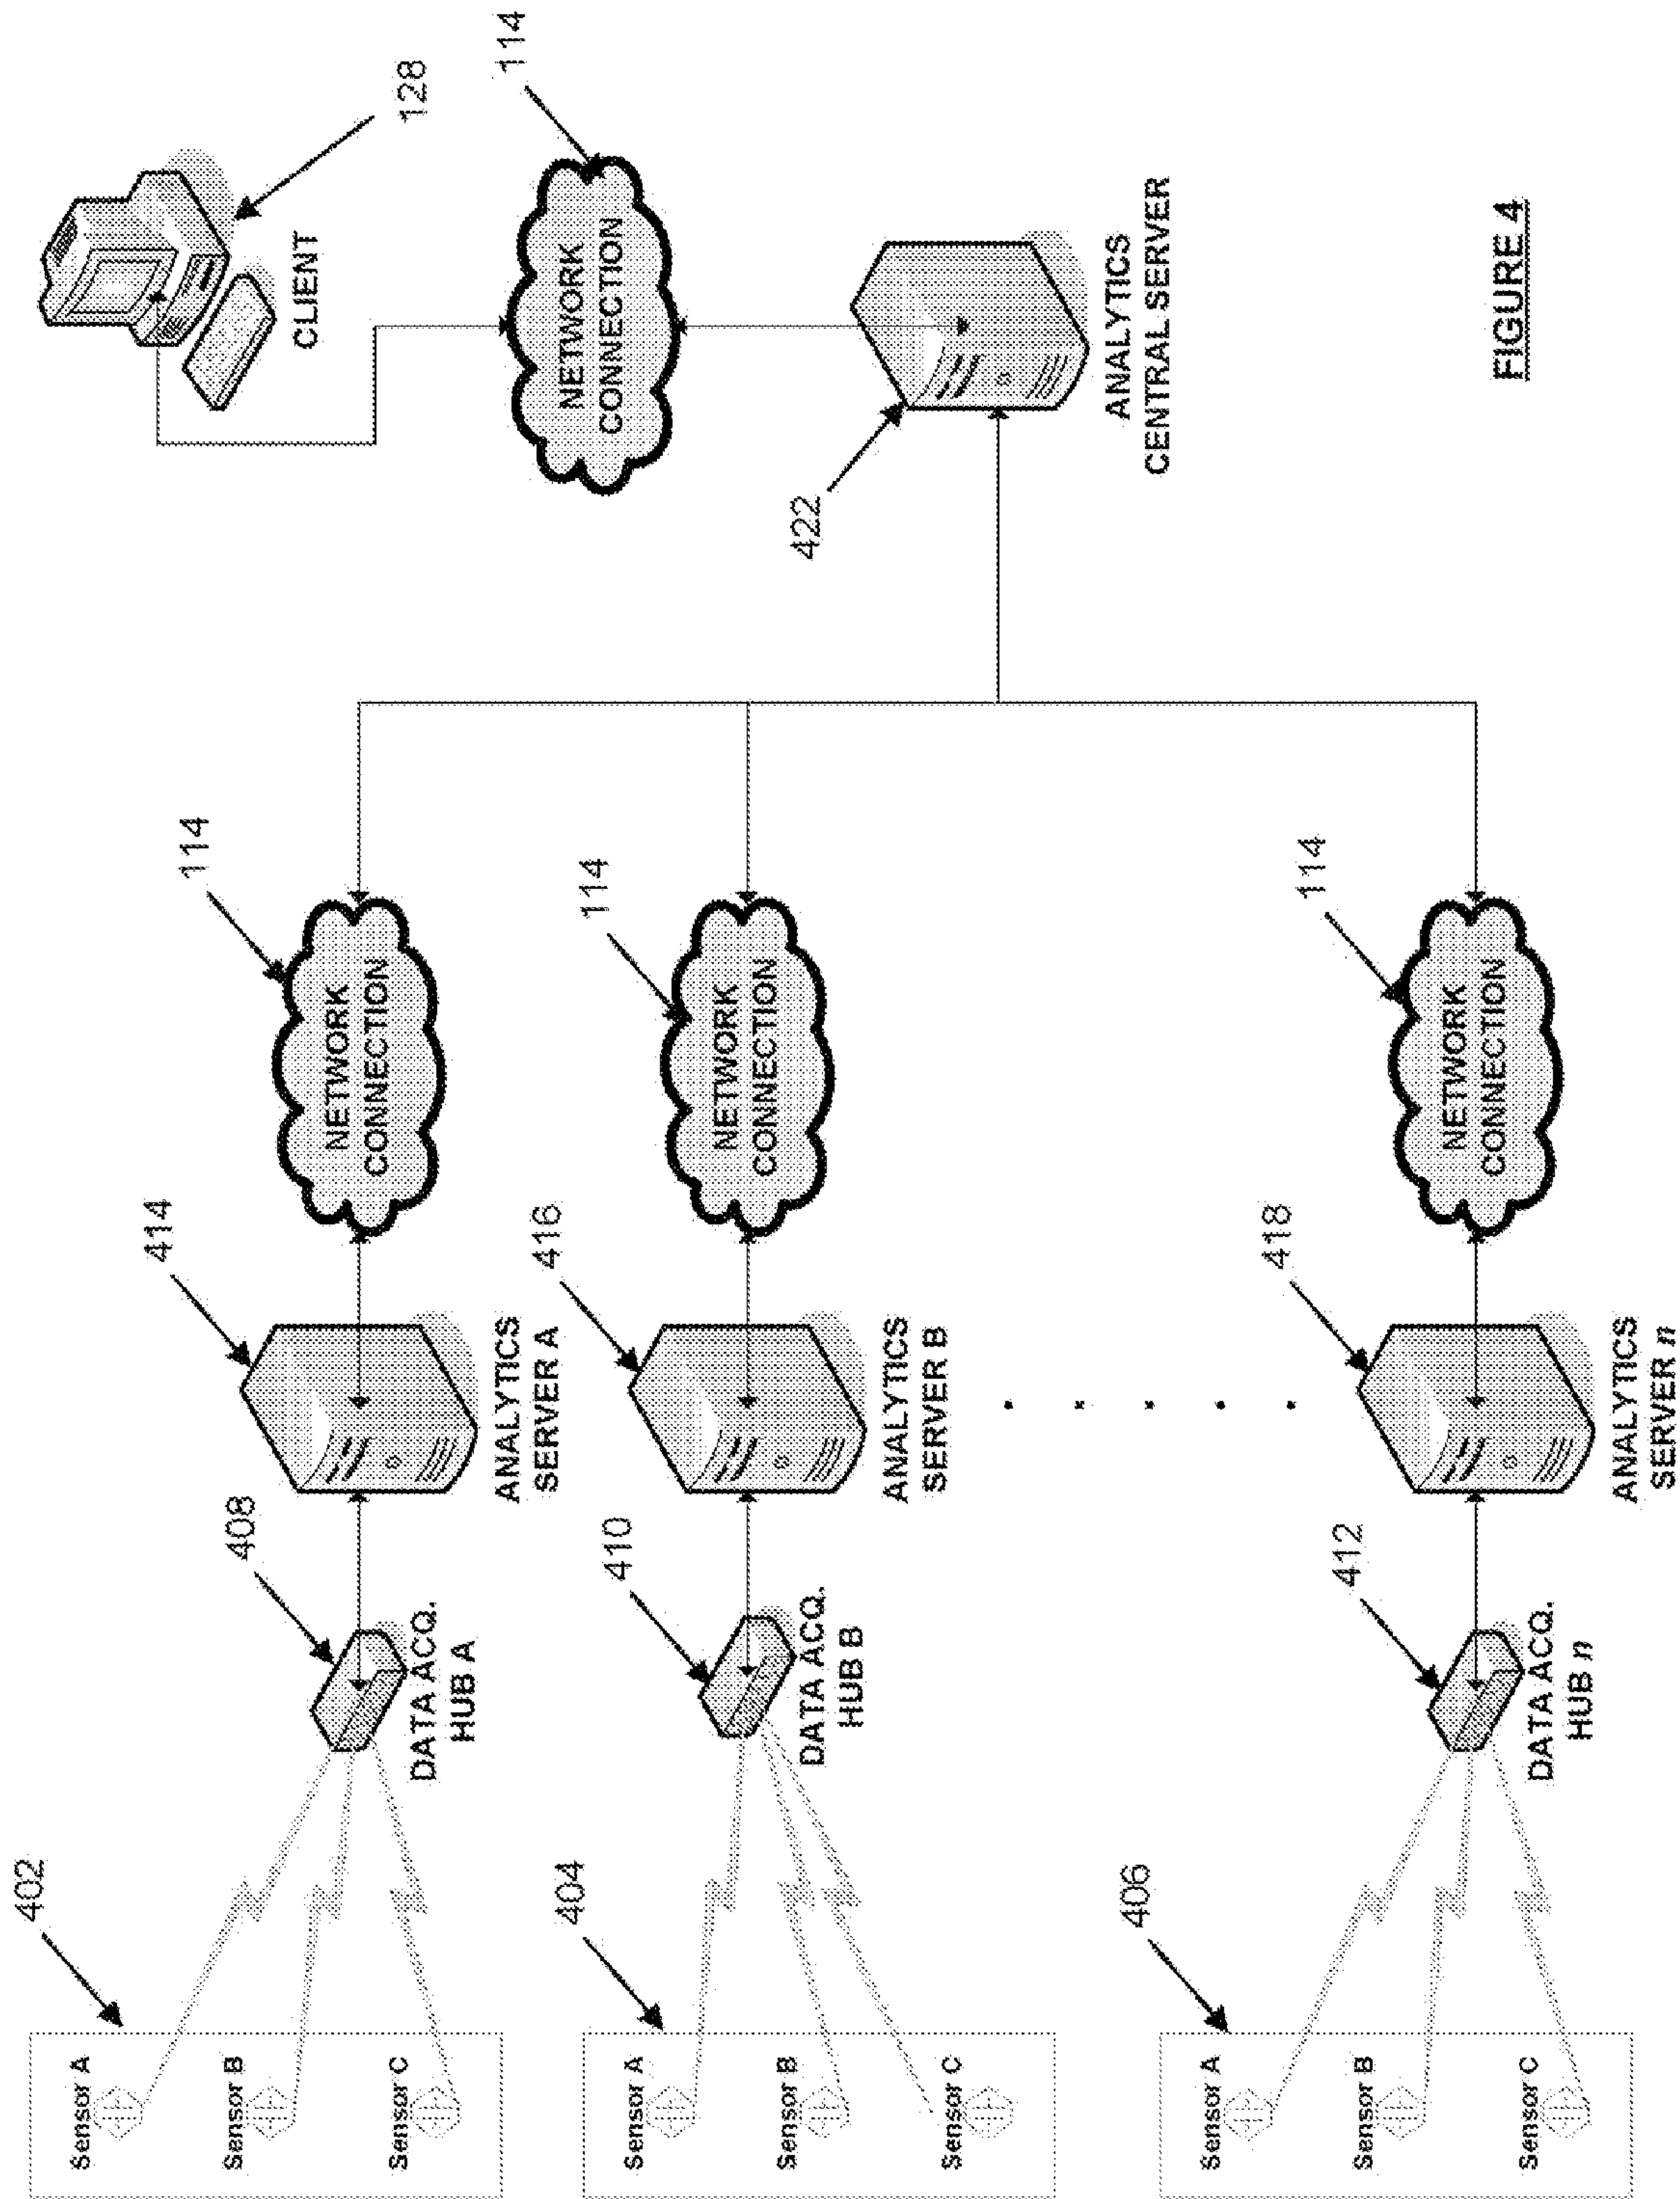 402
Sensor A
Sensor B
Sensor C
408
DATA ACQ.
HUB A
414
ANALYTICS
SERVER A
114
NETWORK
CONNECTION
404
Sensor A
Sensor B
Sensor C
410
DATA ACQ.
HUB B
416
ANALYTICS
SERVER B
114
NETWORK
CONNECTION
406
Sensor A
Sensor B
Sensor C
412
DATA ACQ.
HUB n
418
ANALYTICS
SERVER n
114
NETWORK
CONNECTION
128
CLIENT
114
NETWORK
CONNECTION
422
ANALYTICS
CENTRAL SERVER
FIGURE 4